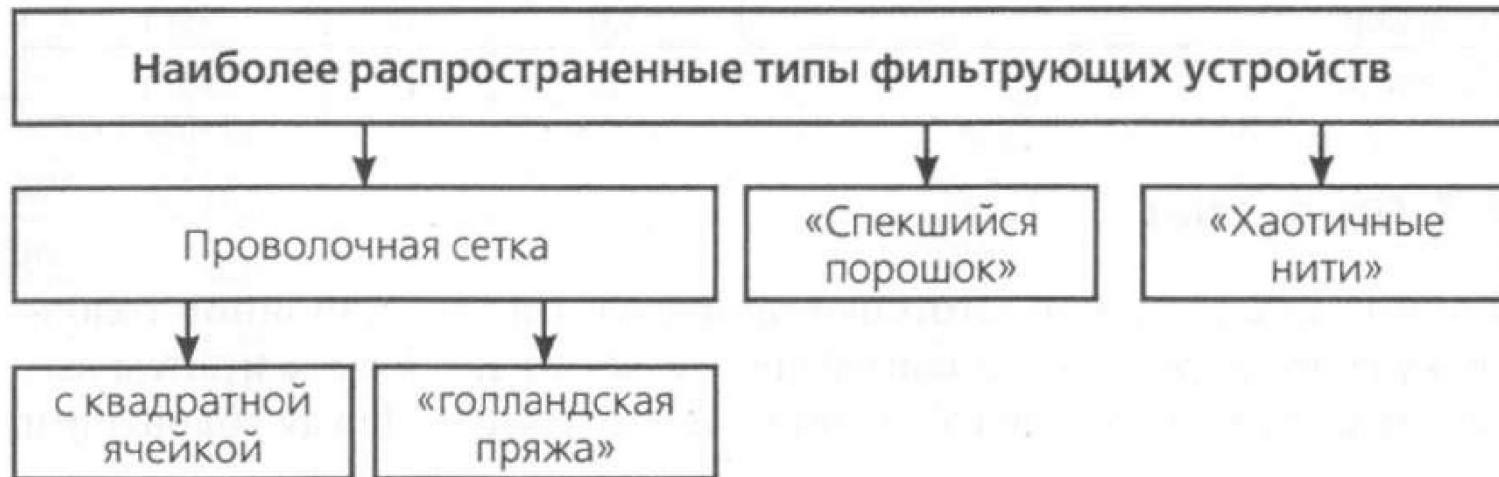 Наиболее распространенные типы фильтрующих устройств
Проволочная сетка
«Спекшийся
порошок»
«Хаотичные
нити»
с квадратной
ячейкой
«голландская
пряжа»